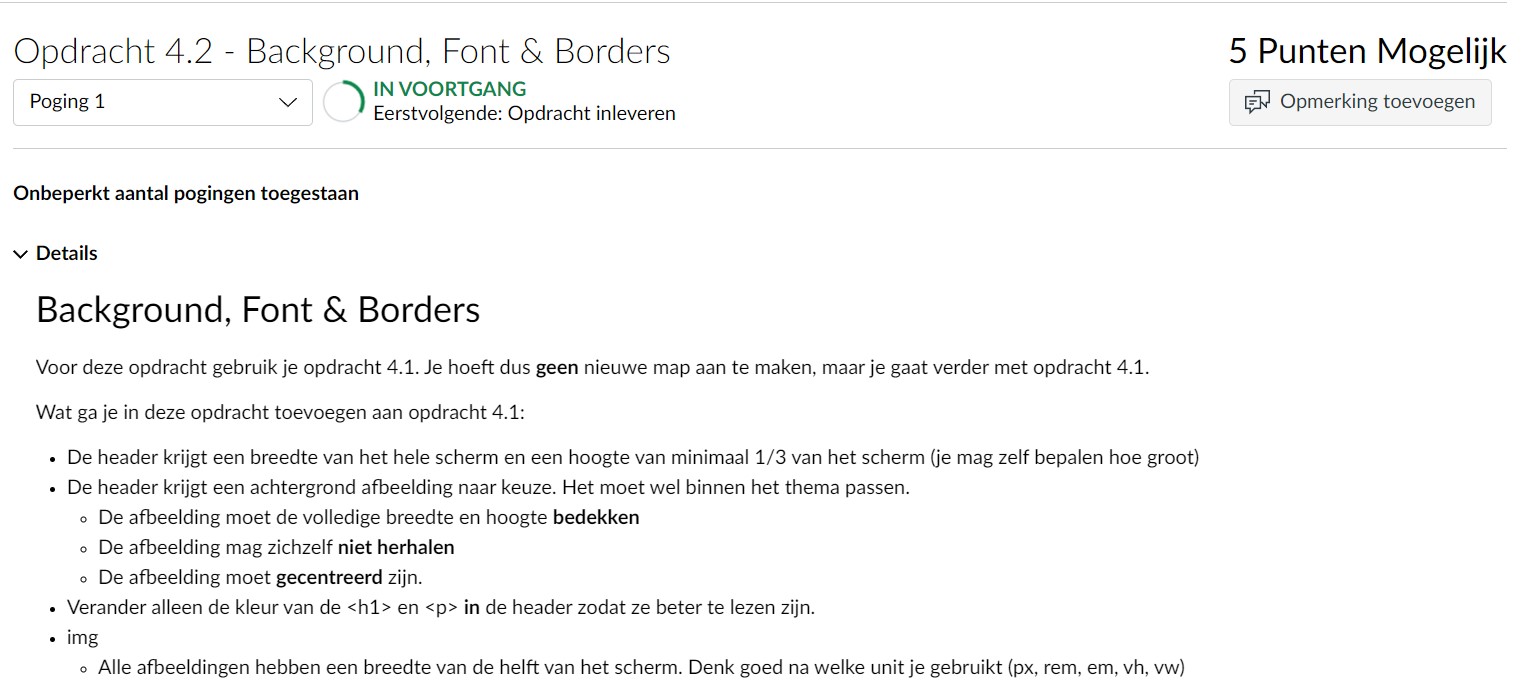 Opdracht 4.2 - Background, Font & Borders
5 Punten Mogelijk
Poging 1
IN VOORTGANG
Eerstvolgende: Opdracht inleveren
Opmerking toevoegen
Onbeperkt aantal pogingen toegestaan
Details
Background, Font & Borders
Voor deze opdracht gebruik je opdracht 4.1. Je hoeft dus geen nieuwe map aan te maken, maar je gaat verder met opdracht 4.1.
Wat ga je in deze opdracht toevoegen aan opdracht 4.1:
De header krijgt een breedte van het hele scherm en een hoogte van minimaal 1/3 van het scherm (je mag zelf bepalen hoe groot)
De header krijgt een achtergrond afbeelding naar keuze. Het moet wel binnen het thema passen.
De afbeelding moet de volledige breedte en hoogte bedekken
De afbeelding mag zichzelf niet herhalen
De afbeelding moet gecentreerd zijn.
Verander alleen de kleur van de <h1> en <p> in de header zodat ze beter te lezen zijn.
img
Alle afbeeldingen hebben een breedte van de helft van het scherm. Denk goed na welke unit je gebruikt (px, rem, em, vh, vw)